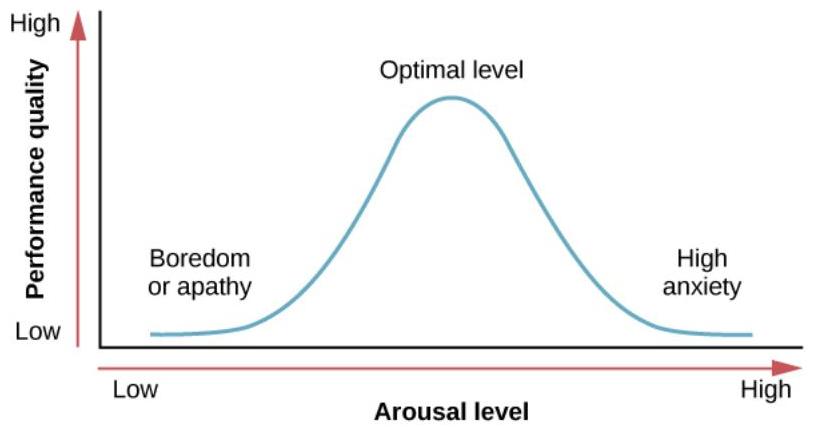 High
Performance quality
Low
Optimal level
Boredom
or apathy
High
anxiety
Low
High
Arousal level